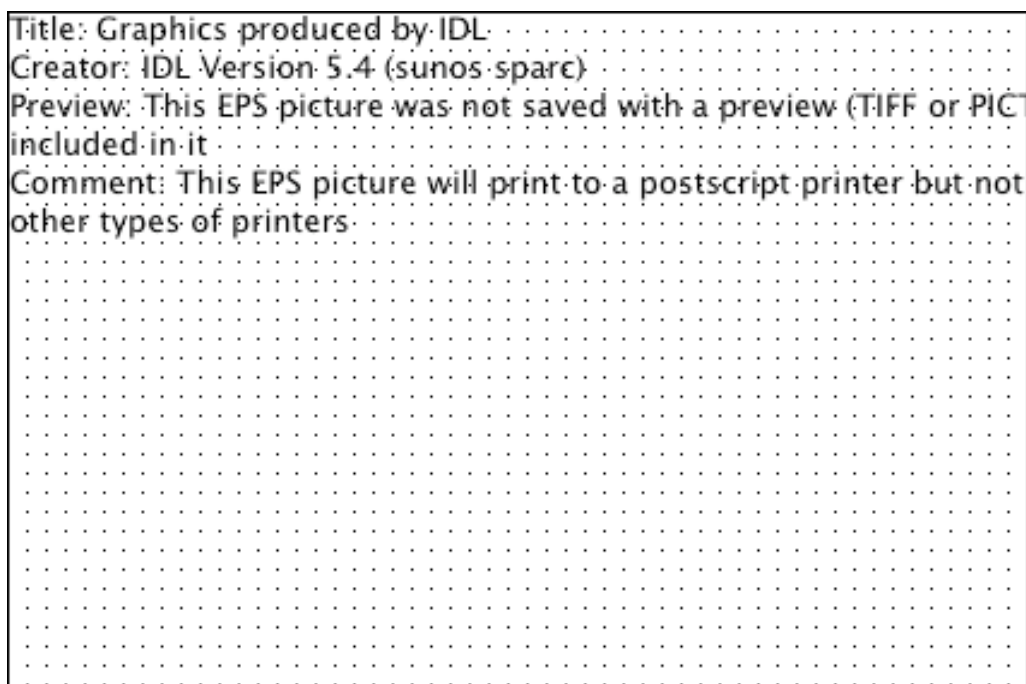 Title: Graphics produced by IDL
Creator: IDL Version 5.4 (sunos sparc)
Preview: This EPS picture was not saved with a preview (TIFF or PICT
included in it
Comment: This EPS picture will print to a postscript printer but not
other types of printers